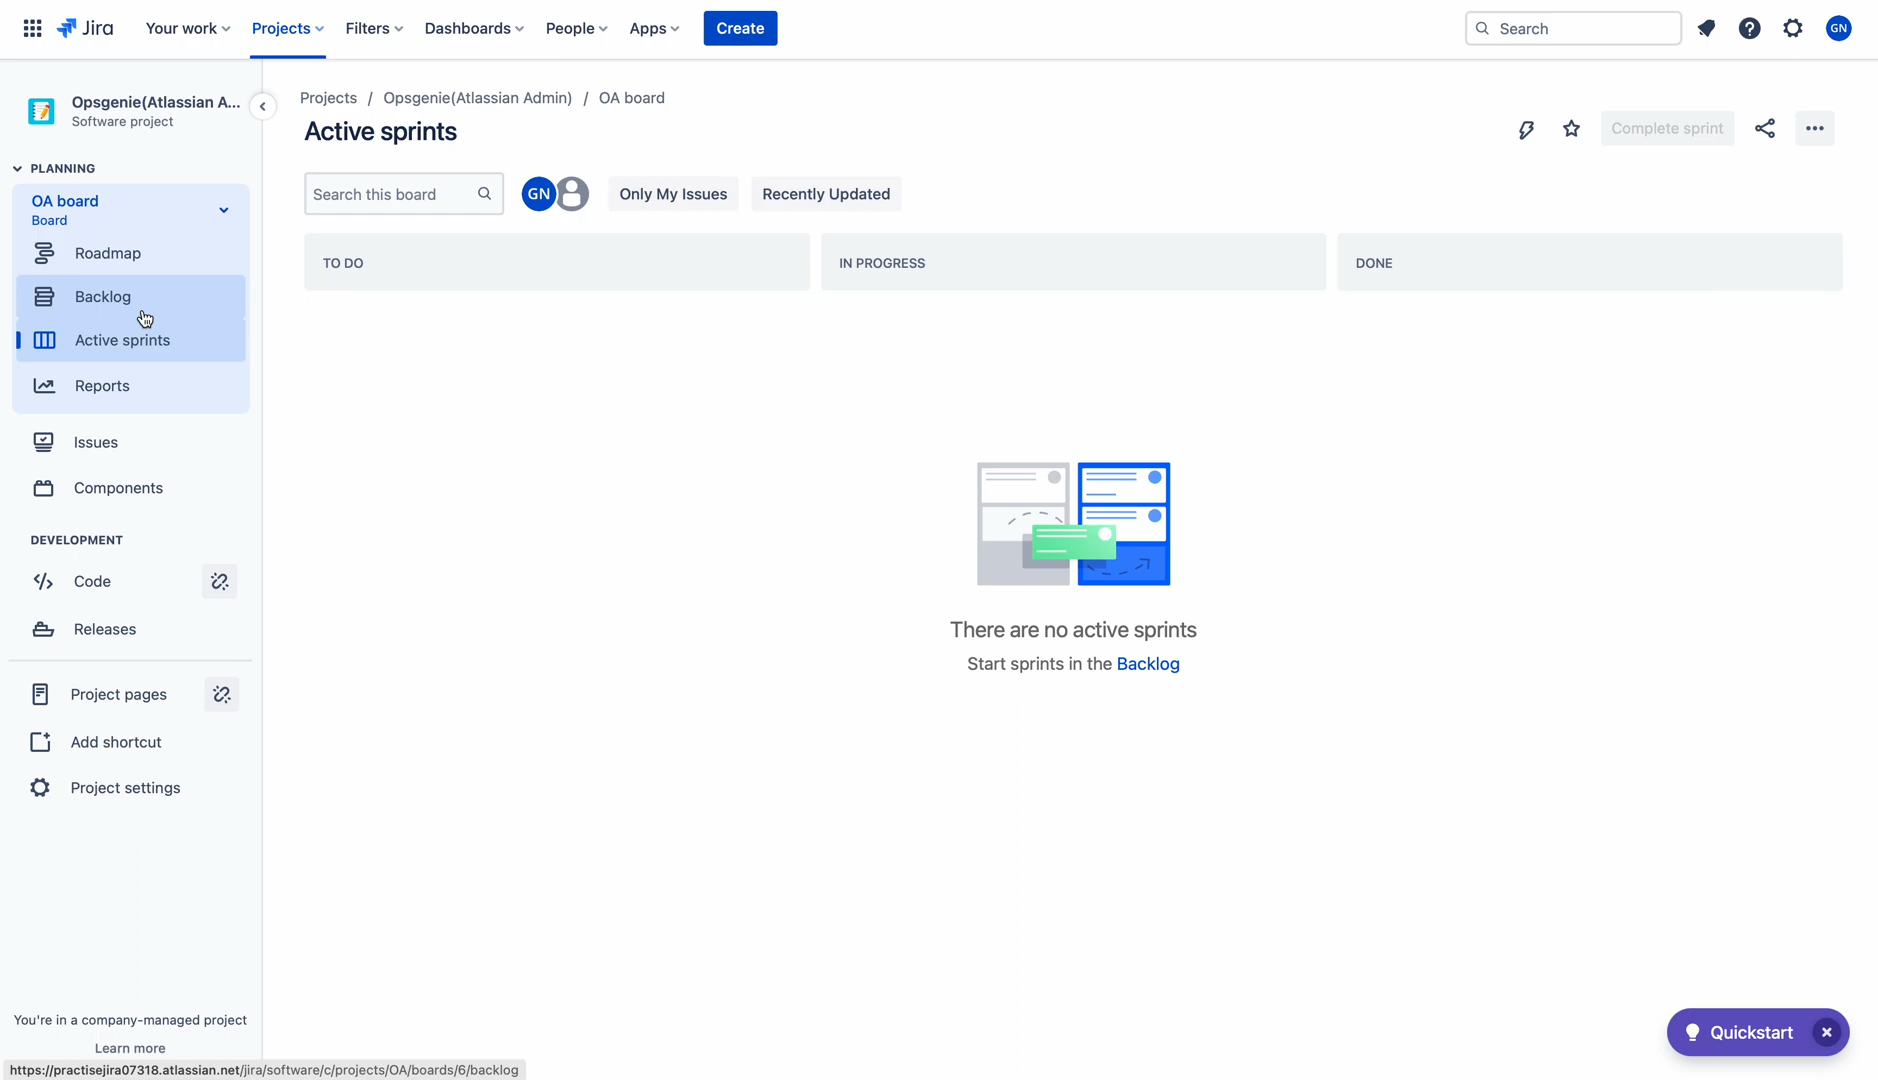 Jira
Your work
Projects
Filters
Dashboards
People
Apps
Create
Search
GN
Opsgenie(Atlassian A...
Software project
PLANNING
OA board
Board
Roadmap
Backlog
Active sprints
Reports
Issues
Components
DEVELOPMENT
Code
Releases
Project pages
Add shortcut
Project settings
You're in a company-managed project
Learn more
https://practisejira07318.atlassian.net/jira/software/c/projects/OA/boards/6/backlog
Projects / Opsgenie(Atlassian Admin) / OA board
Active sprints
Complete sprint
Search this board
GN
Only My Issues
Recently Updated
TO DO
IN PROGRESS
DONE
There are no active sprints
Start sprints in the Backlog
Quickstart